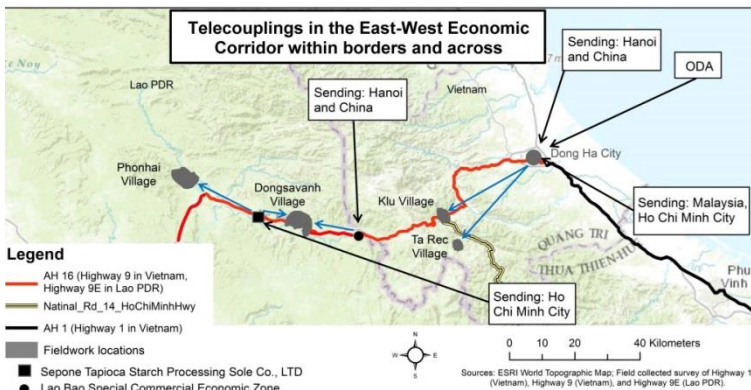 Telecouplings in the East-West Economic
Corridor within borders and across
Sending: Hanoi
and China
ODA
Lao PDR
Sending: Hanoi
and China
Vietnam
Dong Ha City
Phonhai
Village
Dongsavanh
Village
Klu Village
Sending: Malaysia,
Ho Chi Minh City
Ta Rec
Village
QUANG TRI
THUA THIEN-HU
Phu
Vinh
Sending: Ho
Chi Minh City
Legend
AH 16 (Highway 9 in Vietnam,
Highway 9E in Lao PDR)
Natinal_Rd_14_HoChiMinhHwy
AH 1 (Highway 1 in Vietnam)
Fieldwork locations
Sepone Tapioca Starch Processing Sole Co., LTD
Lao Bao Special Commercial Economic Zone
N
W
E
S
0 10 20 40 Kilometers
Sources: ESRI World Topographic Map; Field collected survey of Highway 1
(Vietnam), Highway 9 (Vietnam), and Highway 9E (Lao PDR).